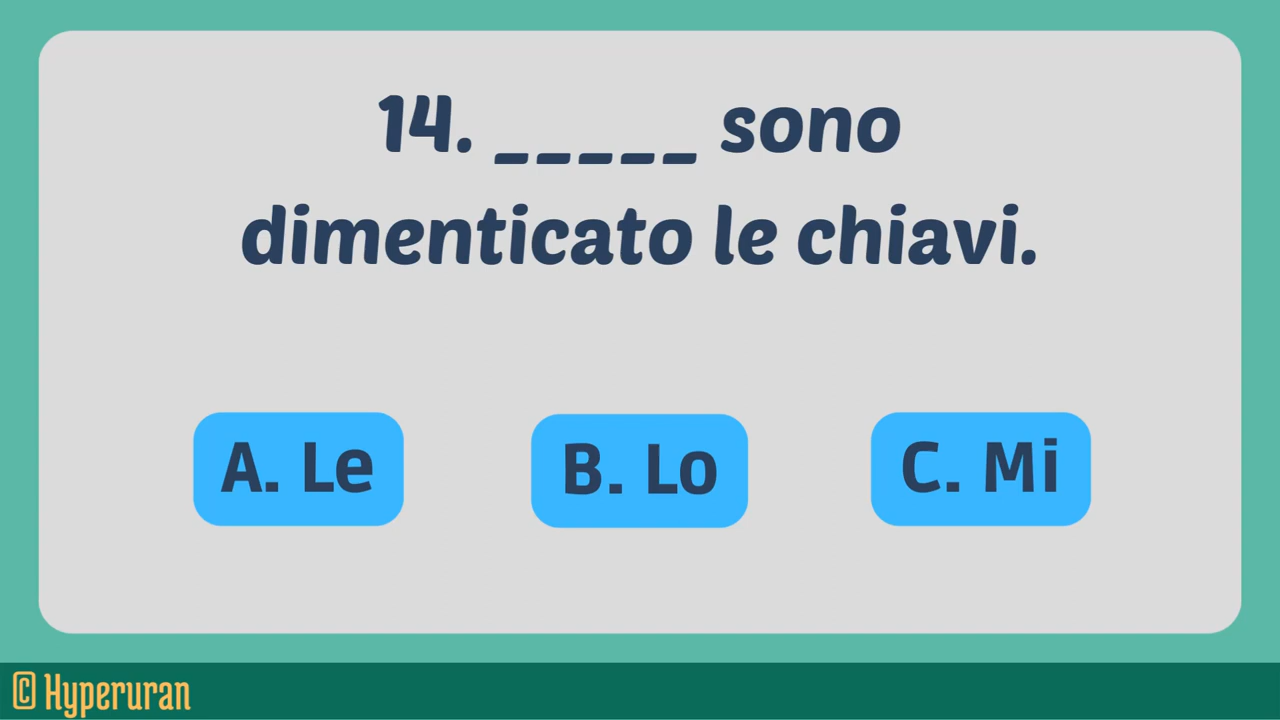 14. _____ sono
dimenticato le chiavi.
A. Le
B. Lo
C. Mi
© Hyperuran